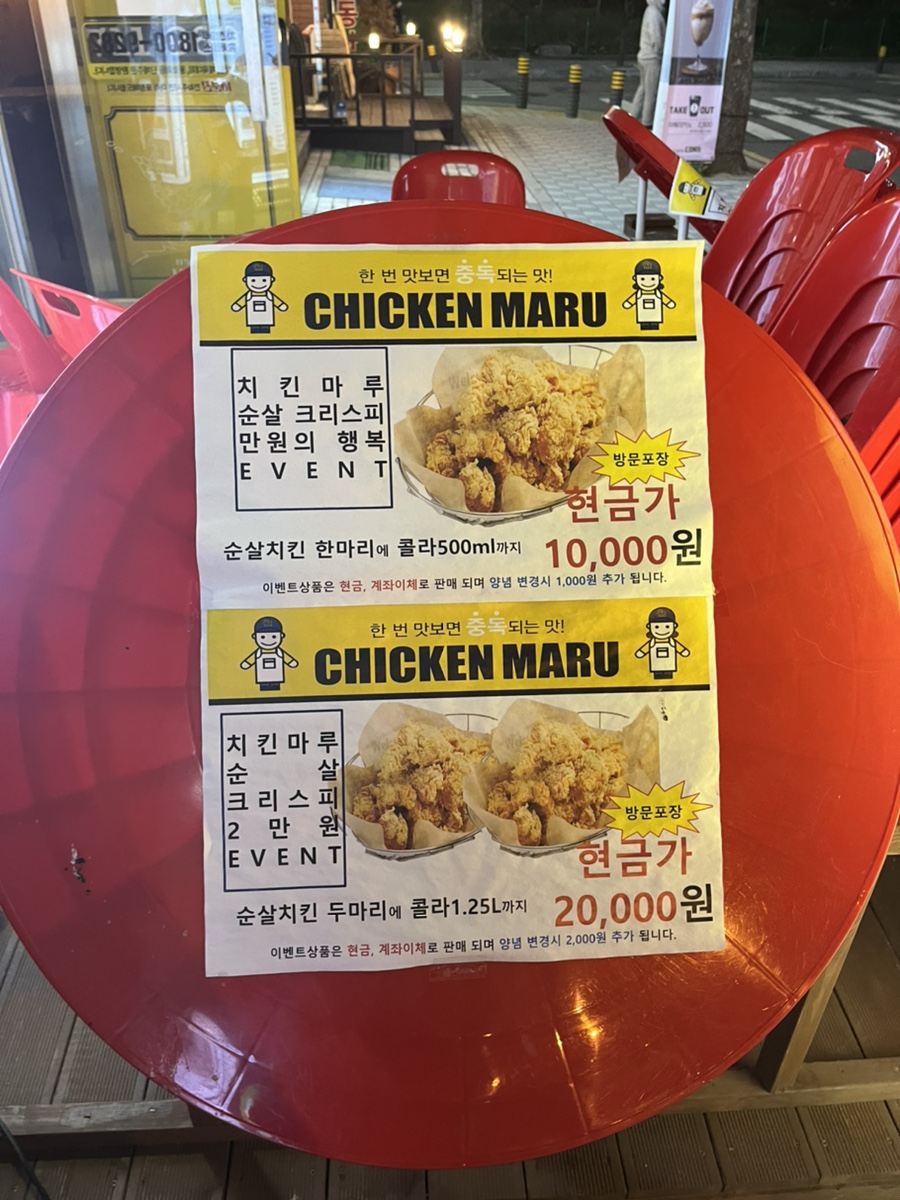 1800-9282
TAKE OUT
한 번 맛보면 중독되는 맛!
CHICKEN MARU
치킨마루
순살 크리스피
만원의 행복
EVENT
방문포장
현금가
순살치킨 한마리에 콜라500ml까지 10,000원
이벤트상품은 현금, 계좌이체로 판매 되며 양념 변경시 1,000원 추가 됩니다.
한 번 맛보면 중독되는 맛!
CHICKEN MARU
치킨마루
순살
크리스피
2만원
EVENT
방문포장
현금가
순살치킨 두마리에 콜라1.25L까지 20,000원
이벤트상품은 현금, 계좌이체로 판매 되며 양념 변경시 2,000원 추가 됩니다.